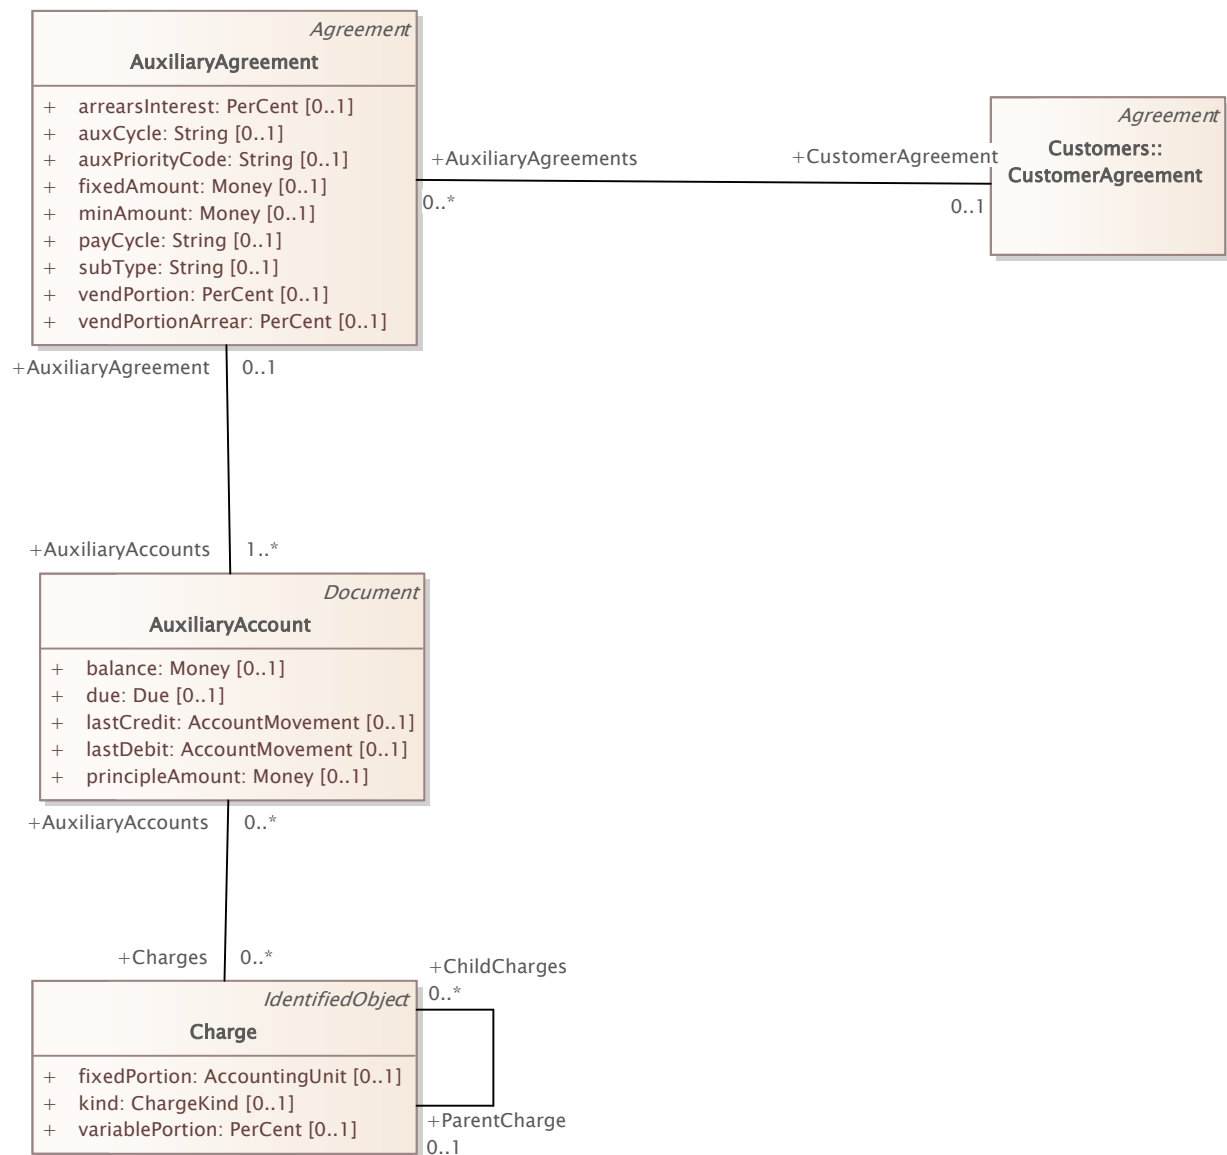 Agreement
AuxiliaryAgreement
+ arrearsInterest: PerCent [0..1]
+ auxCycle: String [0..1]
+ auxPriorityCode: String [0..1]
+ fixedAmount: Money [0..1]
+ minAmount: Money [0..1]
+ payCycle: String [0..1]
+ subType: String [0..1]
+ vendPortion: PerCent [0..1]
+ vendPortionArrear: PerCent [0..1]
+AuxiliaryAgreements
0..*
+CustomerAgreement
0..1
Agreement
Customers::
CustomerAgreement
+AuxiliaryAgreement 0..1
+AuxiliaryAccounts 1..*
Document
AuxiliaryAccount
+ balance: Money [0..1]
+ due: Due [0..1]
+ lastCredit: AccountMovement [0..1]
+ lastDebit: AccountMovement [0..1]
+ principleAmount: Money [0..1]
+AuxiliaryAccounts 0..*
+Charges 0..*
IdentifiedObject
Charge
+ fixedPortion: AccountingUnit [0..1]
+ kind: ChargeKind [0..1]
+ variablePortion: PerCent [0..1]
+ChildCharges
0..*
+ParentCharge
0..1